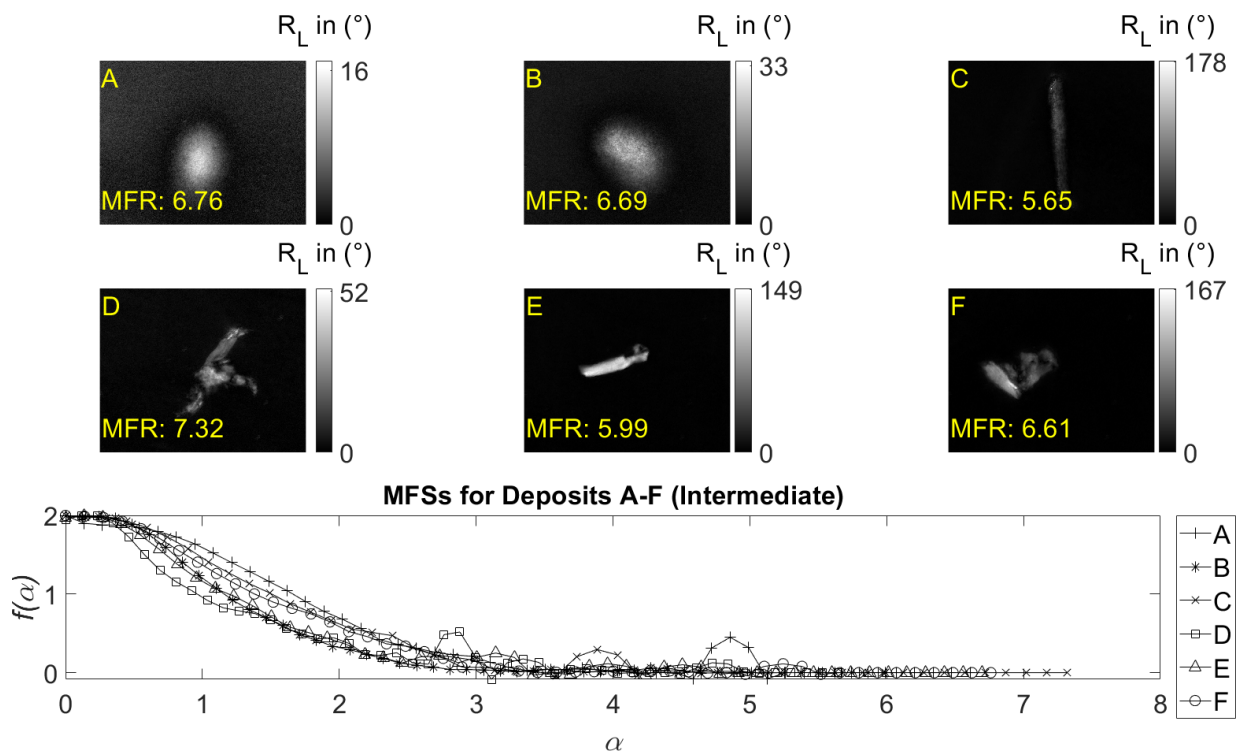 R_L in (°) R_L in (°) R_L in (°)
A 16 B 33 C 178
MFR: 6.76 MFR: 6.69 MFR: 5.65
0 0 0
R_L in (°) R_L in (°) R_L in (°)
D 52 E 149 F 167
MFR: 7.32 MFR: 5.99 MFR: 6.61
0 0 0
MFSs for Deposits A-F (Intermediate)
2
1
0
f(α)
0 1 2 3 4 5 6 7 8
α
A
B
C
D
E
F